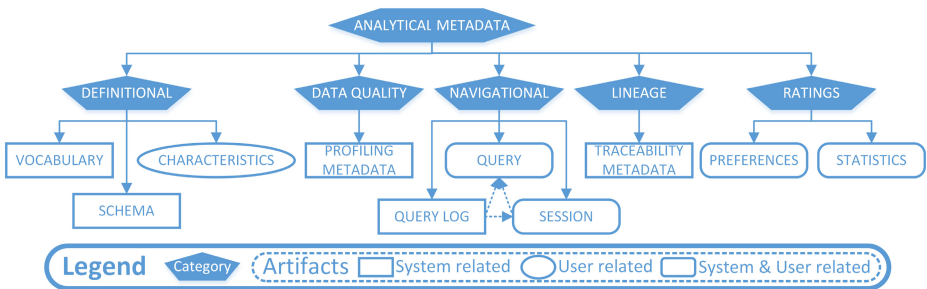 ANALYTICAL METADATA
DEFINITIONAL
DATA QUALITY
NAVIGATIONAL
LINEAGE
RATINGS
VOCABULARY
CHARACTERISTICS
PROFILING
METADATA
QUERY
TRACEABILITY
METADATA
PREFERENCES
STATISTICS
SCHEMA
QUERY LOG
SESSION
Legend
Category
Artifacts
System related
User related
System & User related